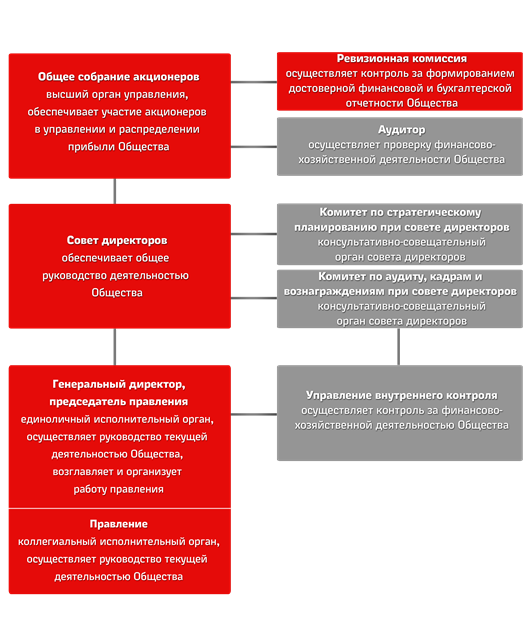 Общее собрание акционеров
высший орган управления,
обеспечивает участие акционеров
в управлении и распределении
прибыли Общества
Ревизионная комиссия
осуществляет контроль за формированием
достоверной финансовой и бухгалтерской
отчетности Общества
Аудитор
осуществляет проверку финансово-
хозяйственной деятельности Общества
Совет директоров
обеспечивает общее
руководство деятельностью
Общества
Комитет по стратегическому
планированию при совете директоров
консультативно-совещательный
орган совета директоров
Комитет по аудиту, кадрам и
вознаграждениям при совете директоров
консультативно-совещательный
орган совета директоров
Генеральный директор,
председатель правления
единоличный исполнительный орган,
осуществляет руководство текущей
деятельностью Общества,
возглавляет и организует
работу правления
Управление внутреннего контроля
осуществляет контроль за финансово-
хозяйственной деятельностью Общества
Правление
коллегиальный исполнительный орган,
осуществляет руководство текущей
деятельностью Общества